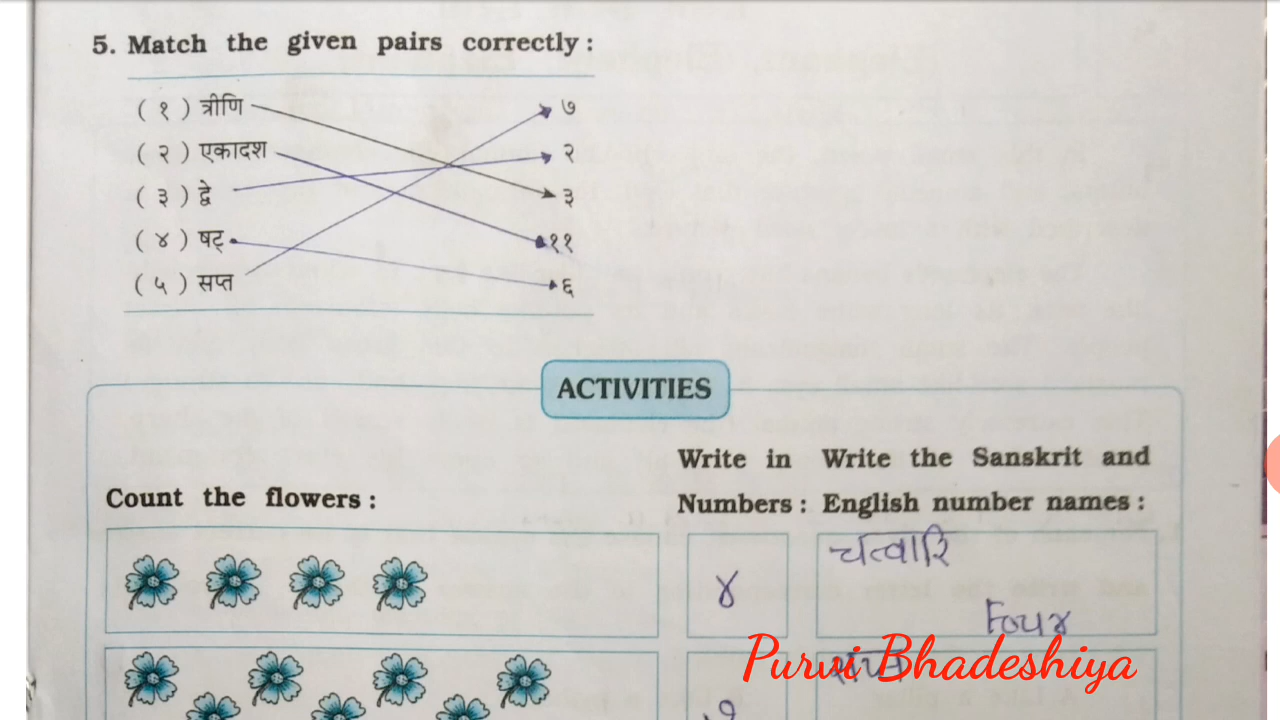 5. Match the given pairs correctly :
( १ ) त्रीणि ७
( २ ) एकादश २
( ३ ) द्वे ३
( ४ ) षट् ११
( ५ ) सप्त ६
ACTIVITIES
Count the flowers :
Write in Numbers :
Write the Sanskrit and English number names :
४
चत्वारि
Four
Purvi Bhadeshiya